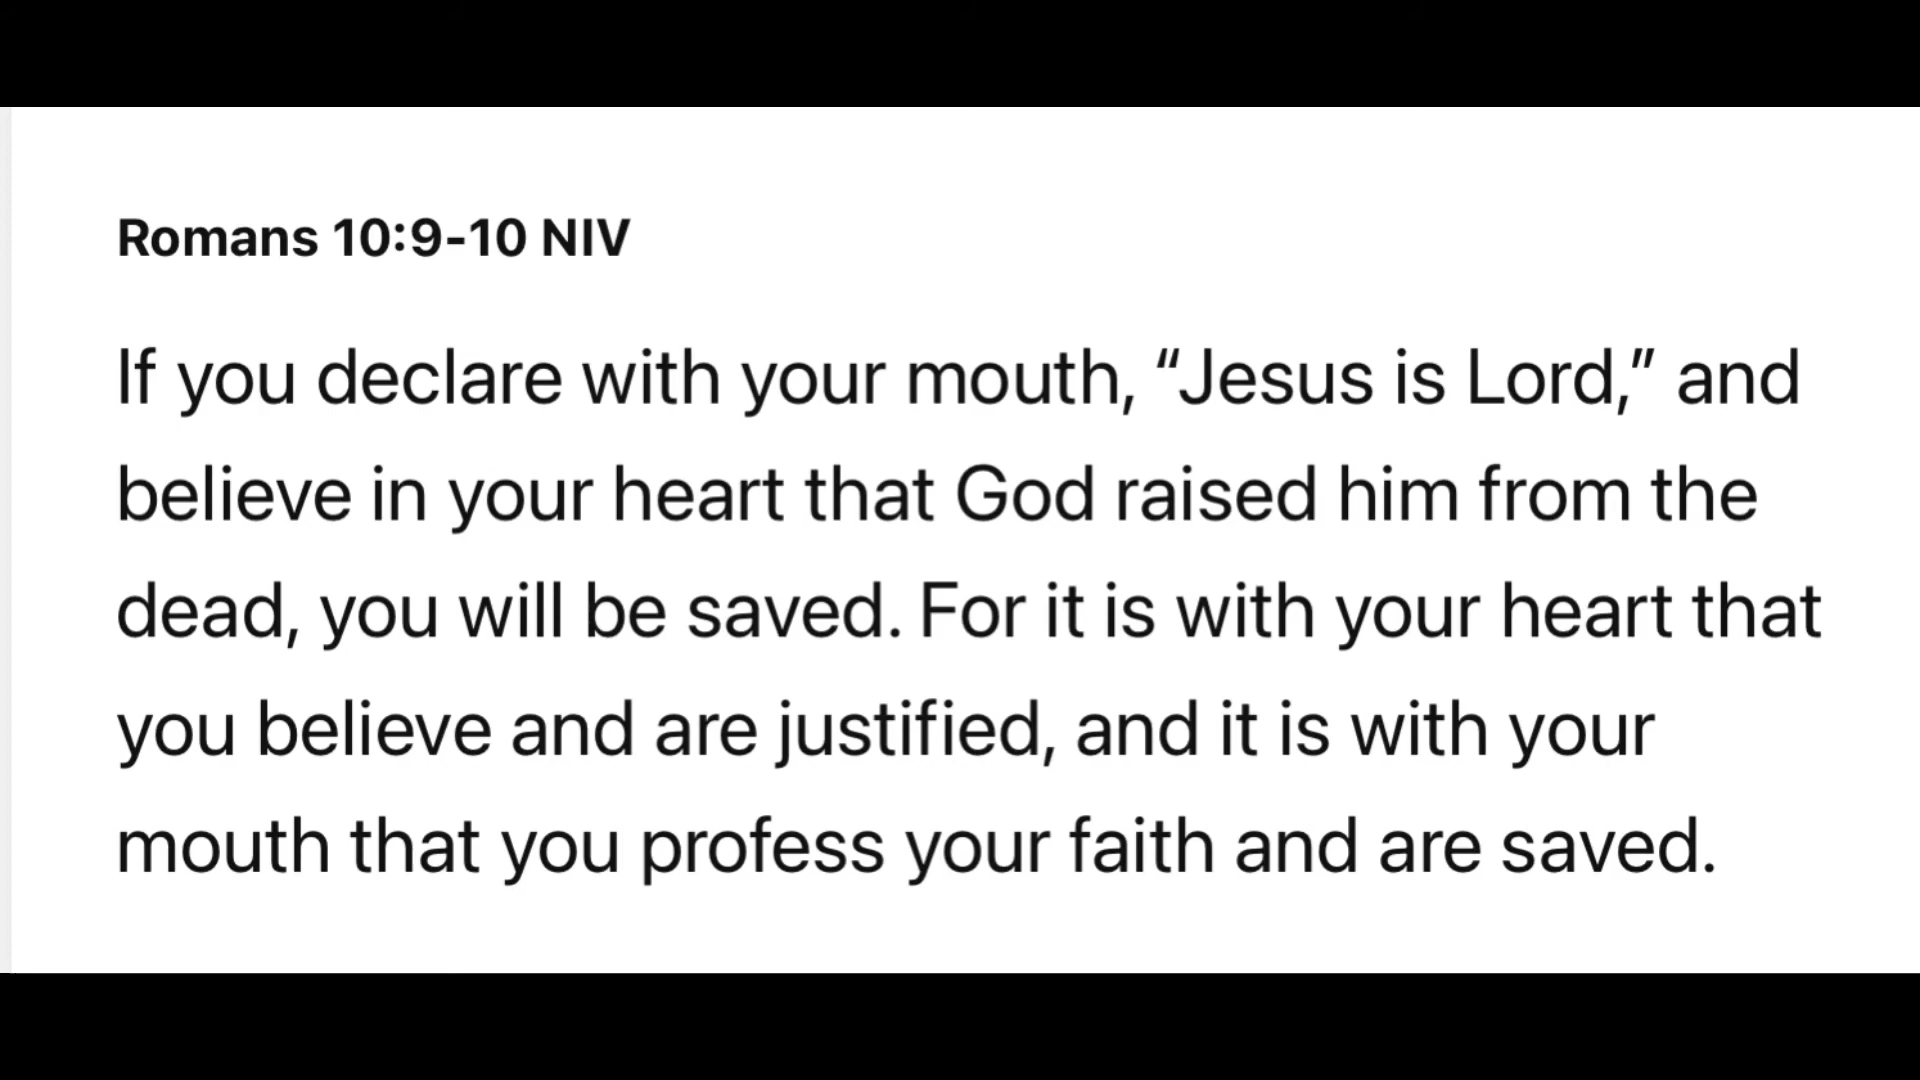 Romans 10:9-10 NIV
If you declare with your mouth, “Jesus is Lord,” and
believe in your heart that God raised him from the
dead, you will be saved. For it is with your heart that
you believe and are justified, and it is with your
mouth that you profess your faith and are saved.